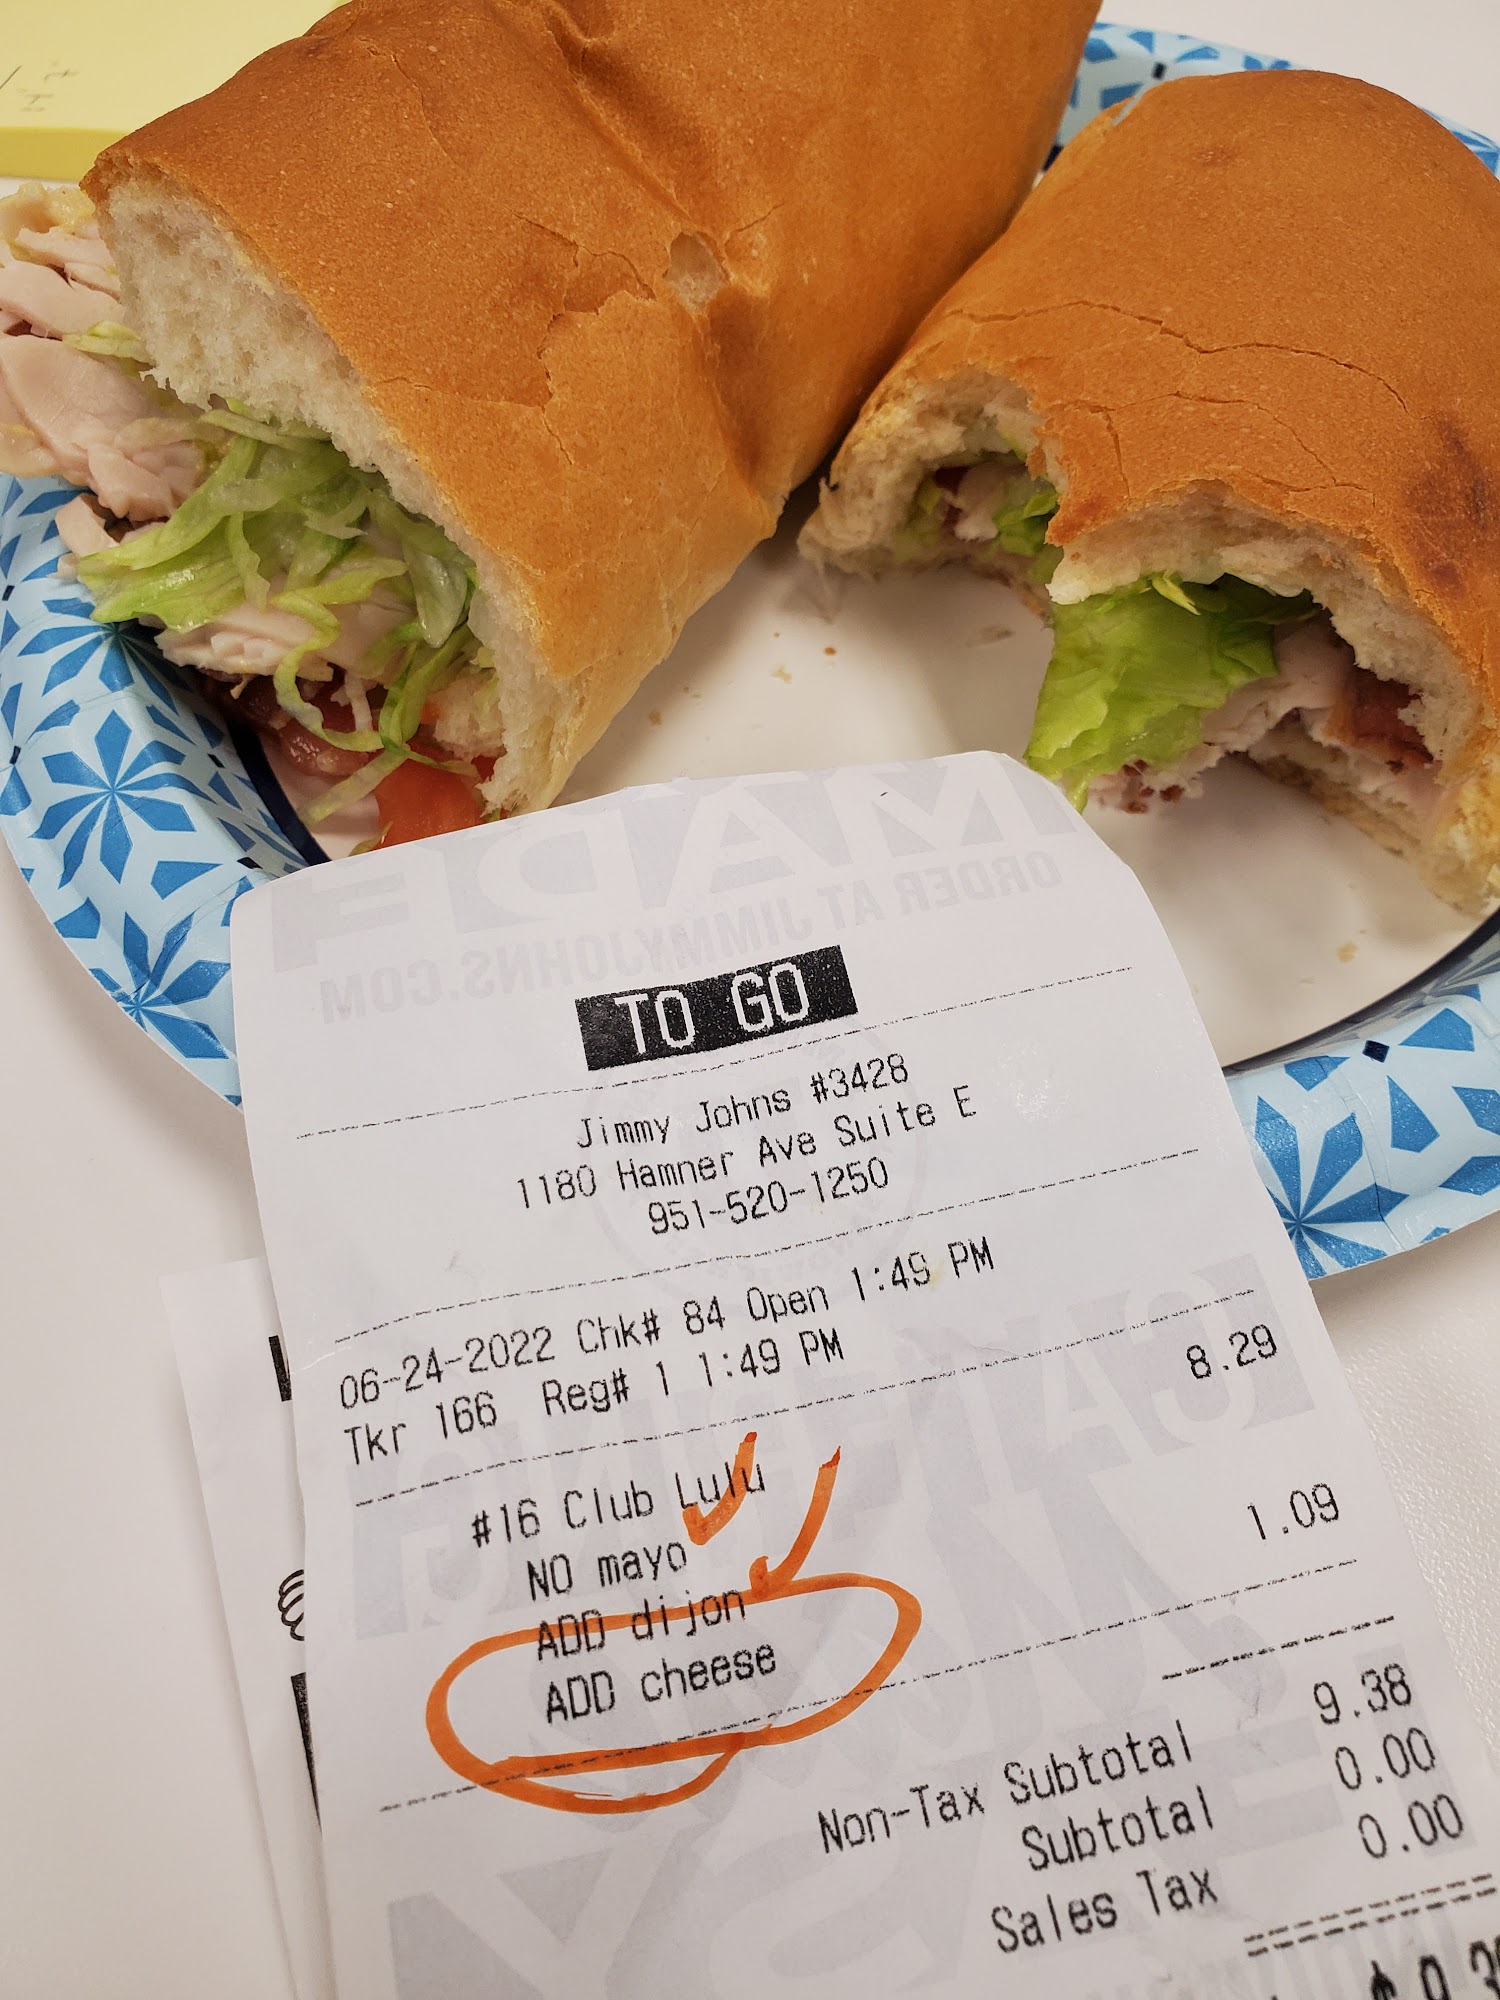 TO GO
Jimmy Johns #3428
1180 Hamner Ave Suite E
951-520-1250
06-24-2022 Chk# 84 Open 1:49 PM
Tkr 166 Reg# 1 1:49 PM
#16 Club Lulu 8.29
NO mayo
ADD dijon
ADD cheese 1.09
Non-Tax Subtotal 9.38
Subtotal 0.00
Sales Tax 0.00
ORDER AT JIMMYJOHNS.COM
CATERING